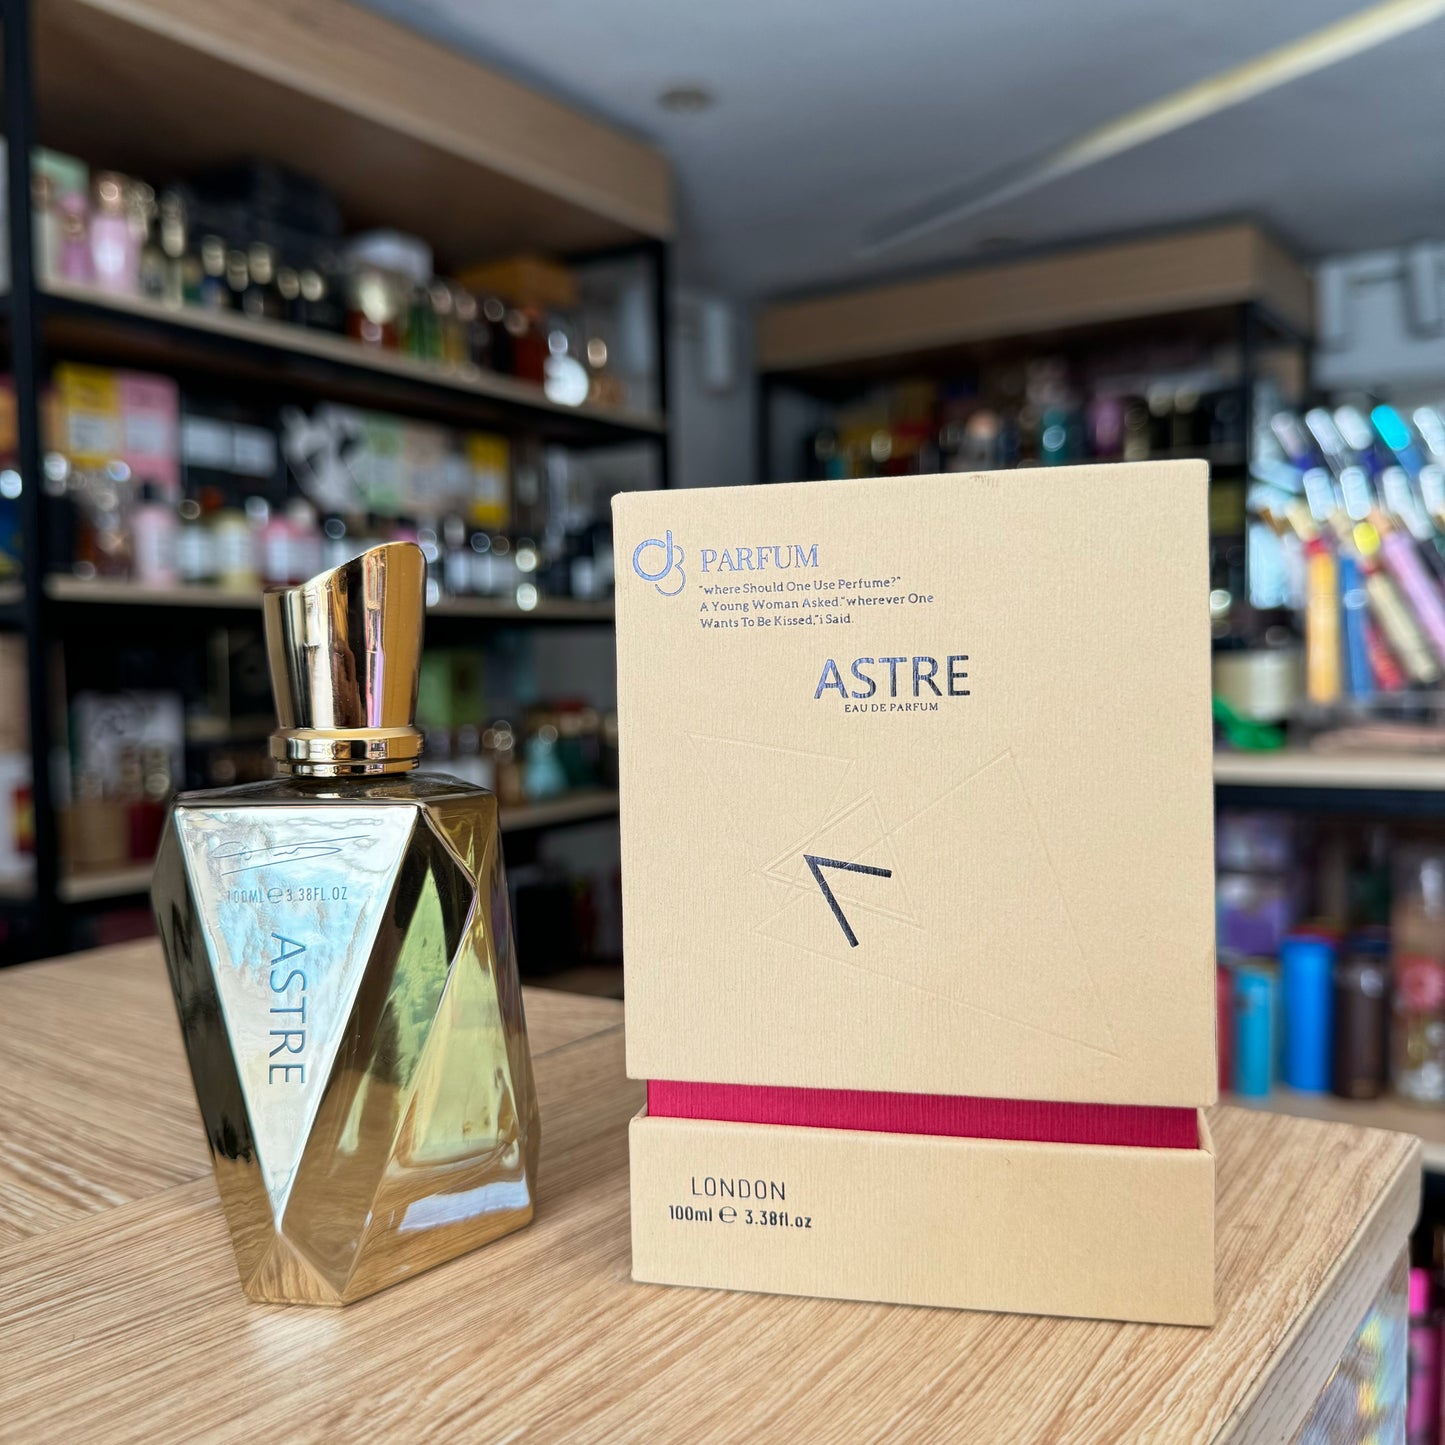 100ML ℮ 3.38FL.OZ
ASTRE
PARFUM
"where Should One Use Perfume?"
A Young Woman Asked."wherever One
Wants To Be Kissed,"i Said.
ASTRE
EAU DE PARFUM
LONDON
100ml ℮ 3.38fl.oz